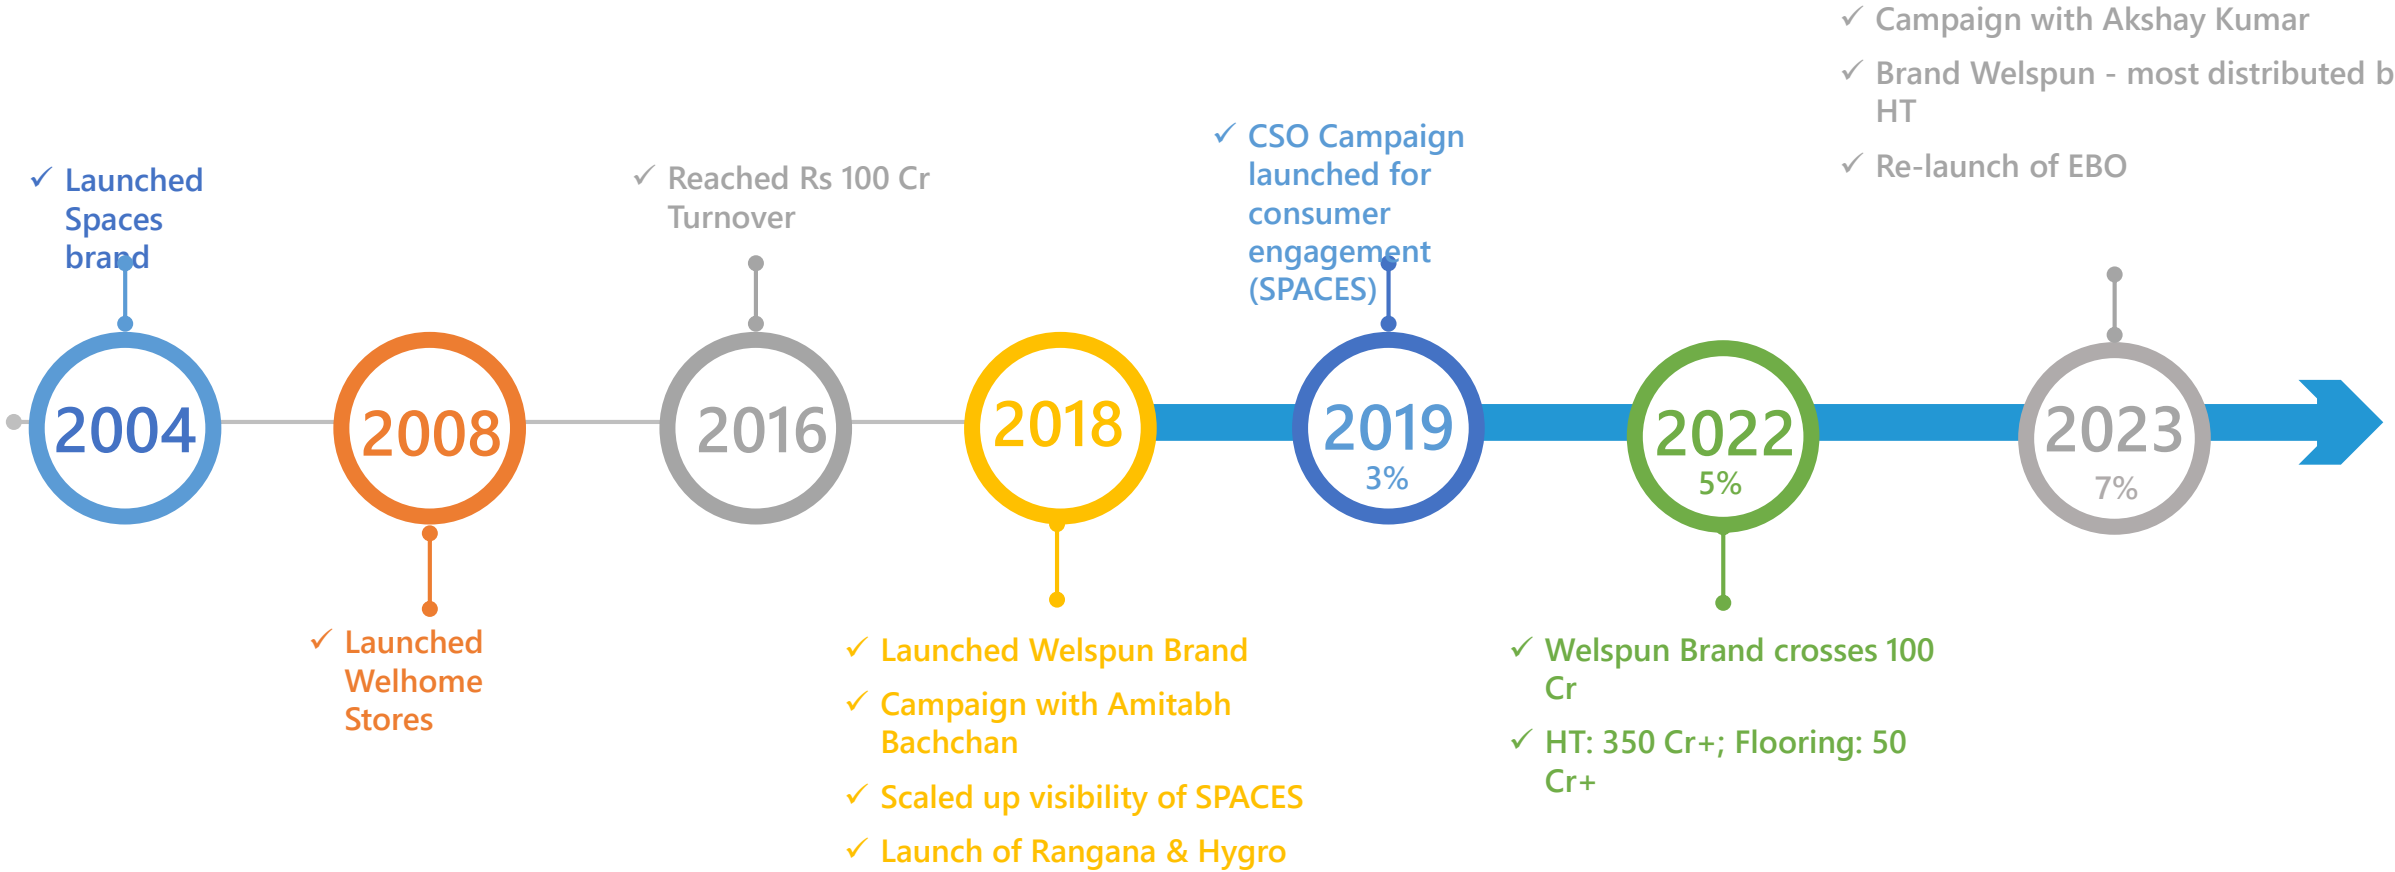 ✓ Launched
Spaces
brand
2004
2008
✓ Launched
Welhome
Stores
✓ Reached Rs 100 Cr
Turnover
2016
2018
✓ Launched Welspun Brand
✓ Campaign with Amitabh
Bachchan
✓ Scaled up visibility of SPACES
✓ Launch of Rangana & Hygro
✓ CSO Campaign
launched for
consumer
engagement
(SPACES)
2019
3%
2022
5%
✓ Welspun Brand crosses 100
Cr
✓ HT: 350 Cr+; Flooring: 50
Cr+
✓ Campaign with Akshay Kumar
✓ Brand Welspun - most distributed b
HT
✓ Re-launch of EBO
2023
7%